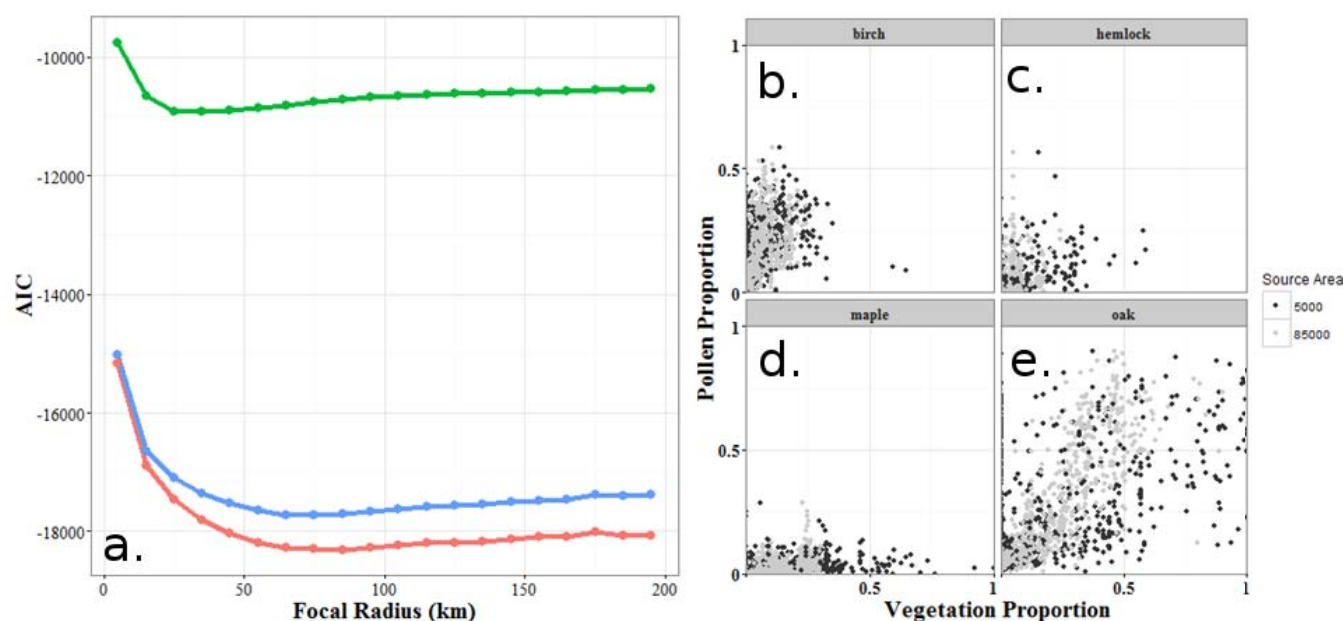 -10000
-12000
-14000
-16000
-18000
AIC
a.
0
50
100
150
200
Focal Radius (km)
birch
hemlock
b.
c.
1
0.5
0
maple
oak
d.
e.
1
0.5
0
Pollen Proportion
0.5
1
0.5
1
Vegetation Proportion
Source Area
5000
85000